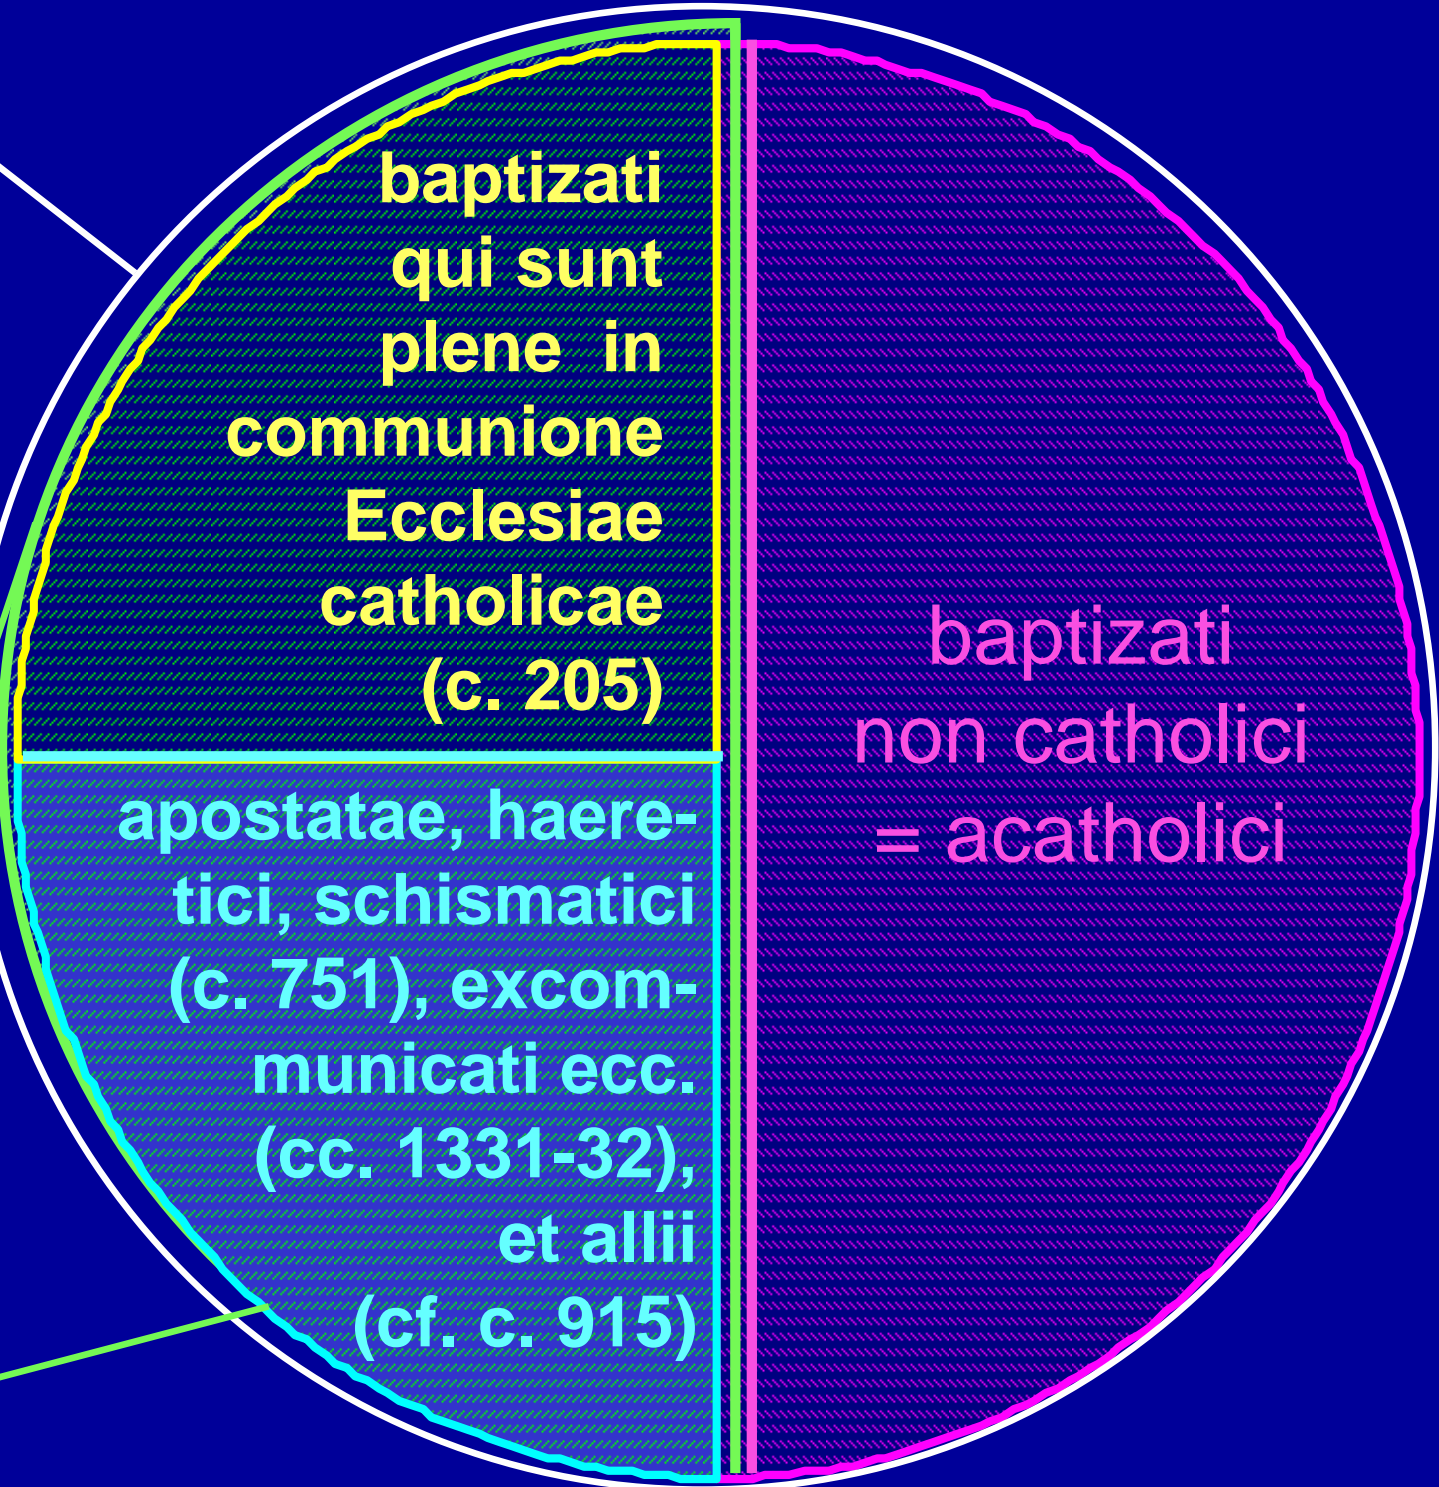 baptizati
qui sunt
plene in
communione
Ecclesiae
catholicae
(c. 205)
apostatae, haere-
tici, schismatici
(c. 751), excom-
municati ecc.
(cc. 1331-32),
et allii
(cf. c. 915)
baptizati
non catholici
= acatholici